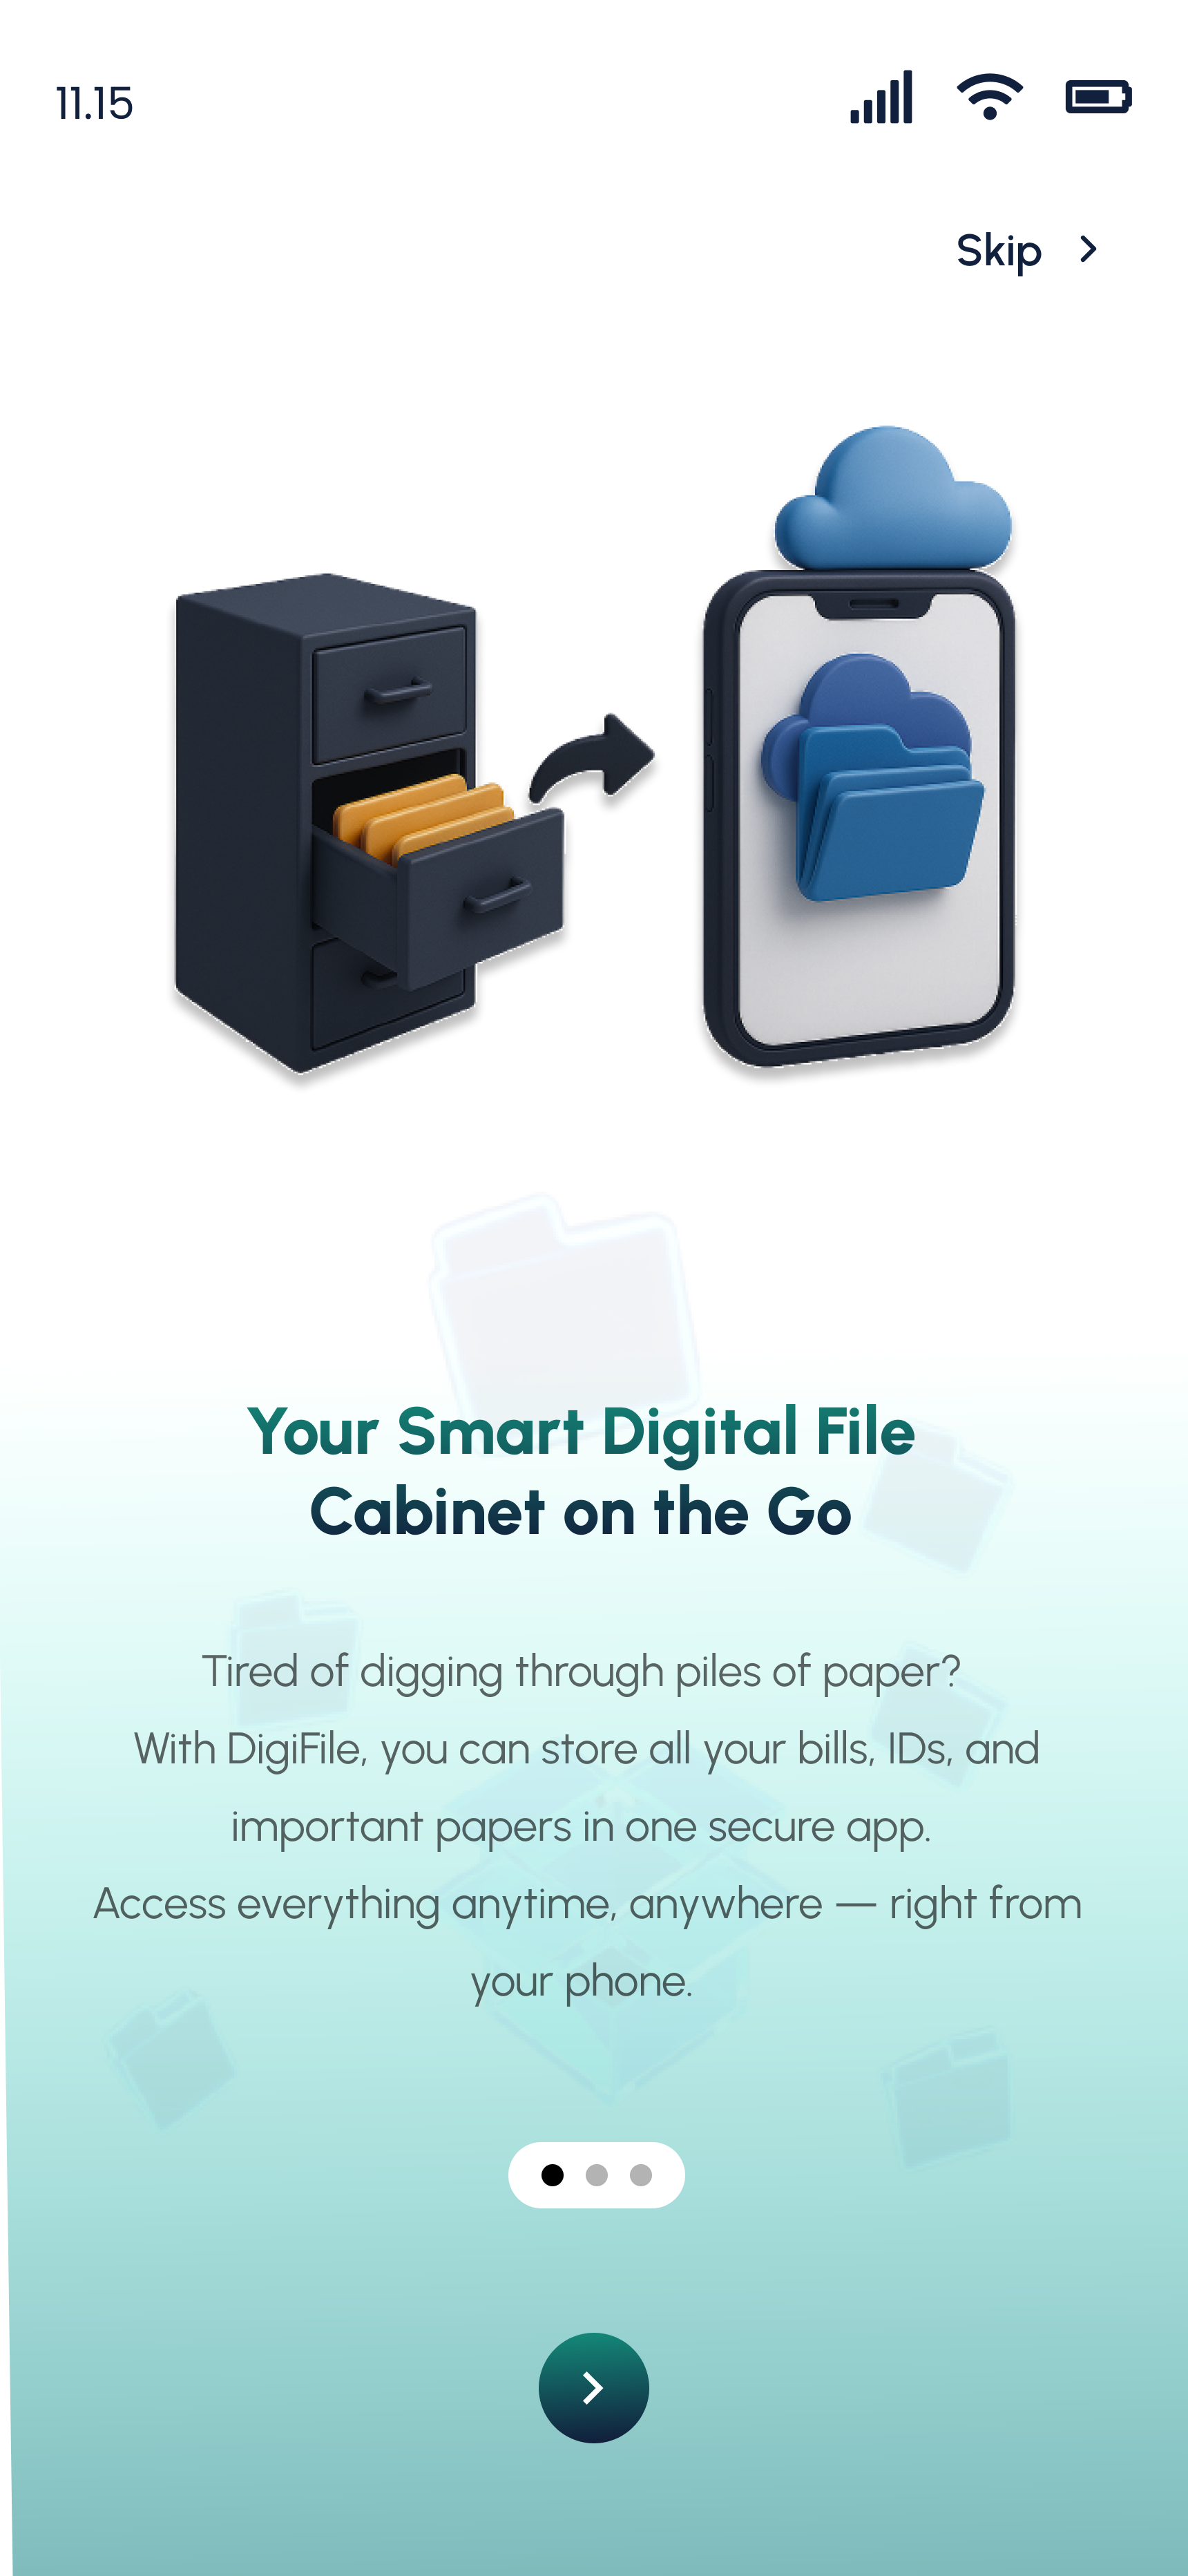 11.15
Skip
Your Smart Digital File
Cabinet on the Go
Tired of digging through piles of paper?
With DigiFile, you can store all your bills, IDs, and
important papers in one secure app.
Access everything anytime, anywhere — right from
your phone.